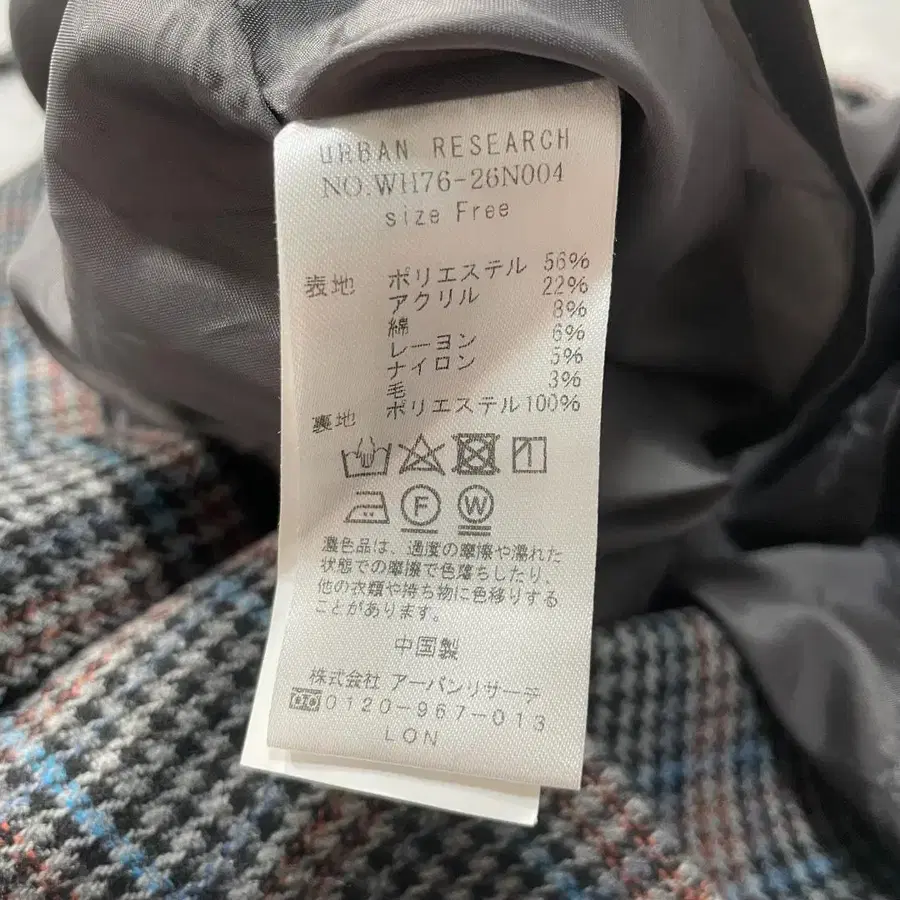 URBAN RESEARCH
NO.WH76-26N004
size Free
表地 ポリエステル 56%
アクリル 22%
綿 8%
レーヨン 6%
ナイロン 5%
毛 3%
裏地 ポリエステル 100%
1
F W
濃色品は、過度の摩擦や濡れた
状態での摩擦で色落ちしたり、
他の衣類や持ち物に色移りする
ことがあります。
中国製
株式会社 アーバンリサーチ
0120-967-013
LON